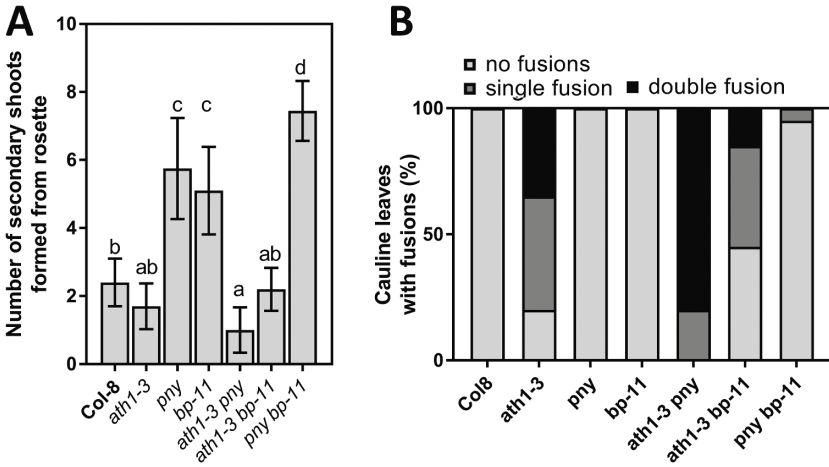 A
Number of secondary shoots
formed from rosette
10
8
6
4
2
0
b
ab
c
c
a
ab
d
Col-8
ath1-3
pny
bp-11
ath1-3 pny
ath1-3 bp-11
pny bp-11
B
no fusions
single fusion
double fusion
Cauline leaves
with fusions (%)
100
50
0
Col8
ath1-3
pny
bp-11
ath1-3 pny
ath1-3 bp-11
pny bp-11